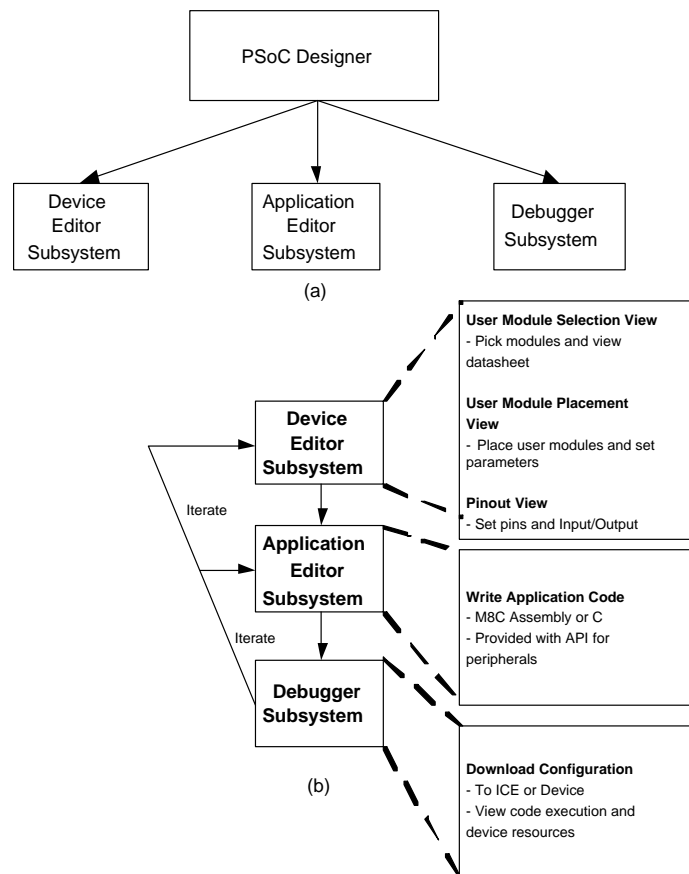 PSoC Designer
Device
Editor
Subsystem
Application
Editor
Subsystem
Debugger
Subsystem
(a)
User Module Selection View
- Pick modules and view
datasheet
User Module Placement
View
- Place user modules and set
parameters
Pinout View
- Set pins and Input/Output
Device
Editor
Subsystem
Iterate
Application
Editor
Subsystem
Write Application Code
- M8C Assembly or C
- Provided with API for
peripherals
Iterate
Debugger
Subsystem
(b)
Download Configuration
- To ICE or Device
- View code execution and
device resources